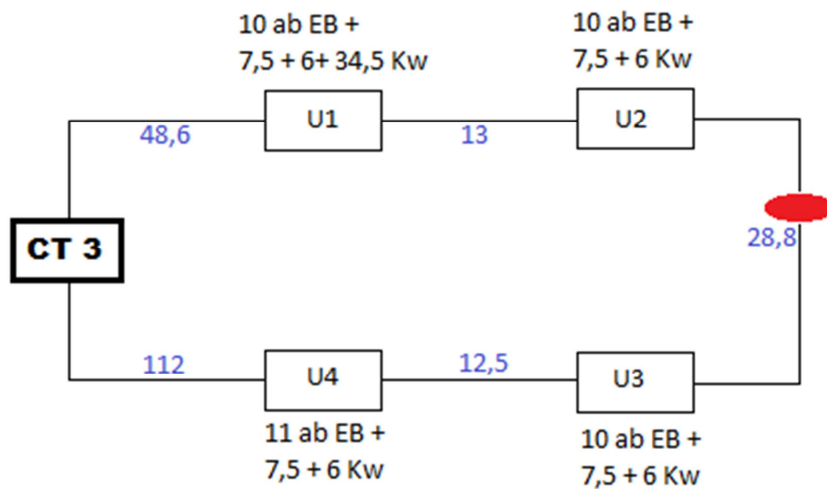 10 ab EB +
7,5 + 6+ 34,5 Kw
10 ab EB +
7,5 + 6 Kw
U1
U2
48,6
13
CT 3
28,8
112
U4
12,5
U3
11 ab EB +
7,5 + 6 Kw
10 ab EB +
7,5 + 6 Kw